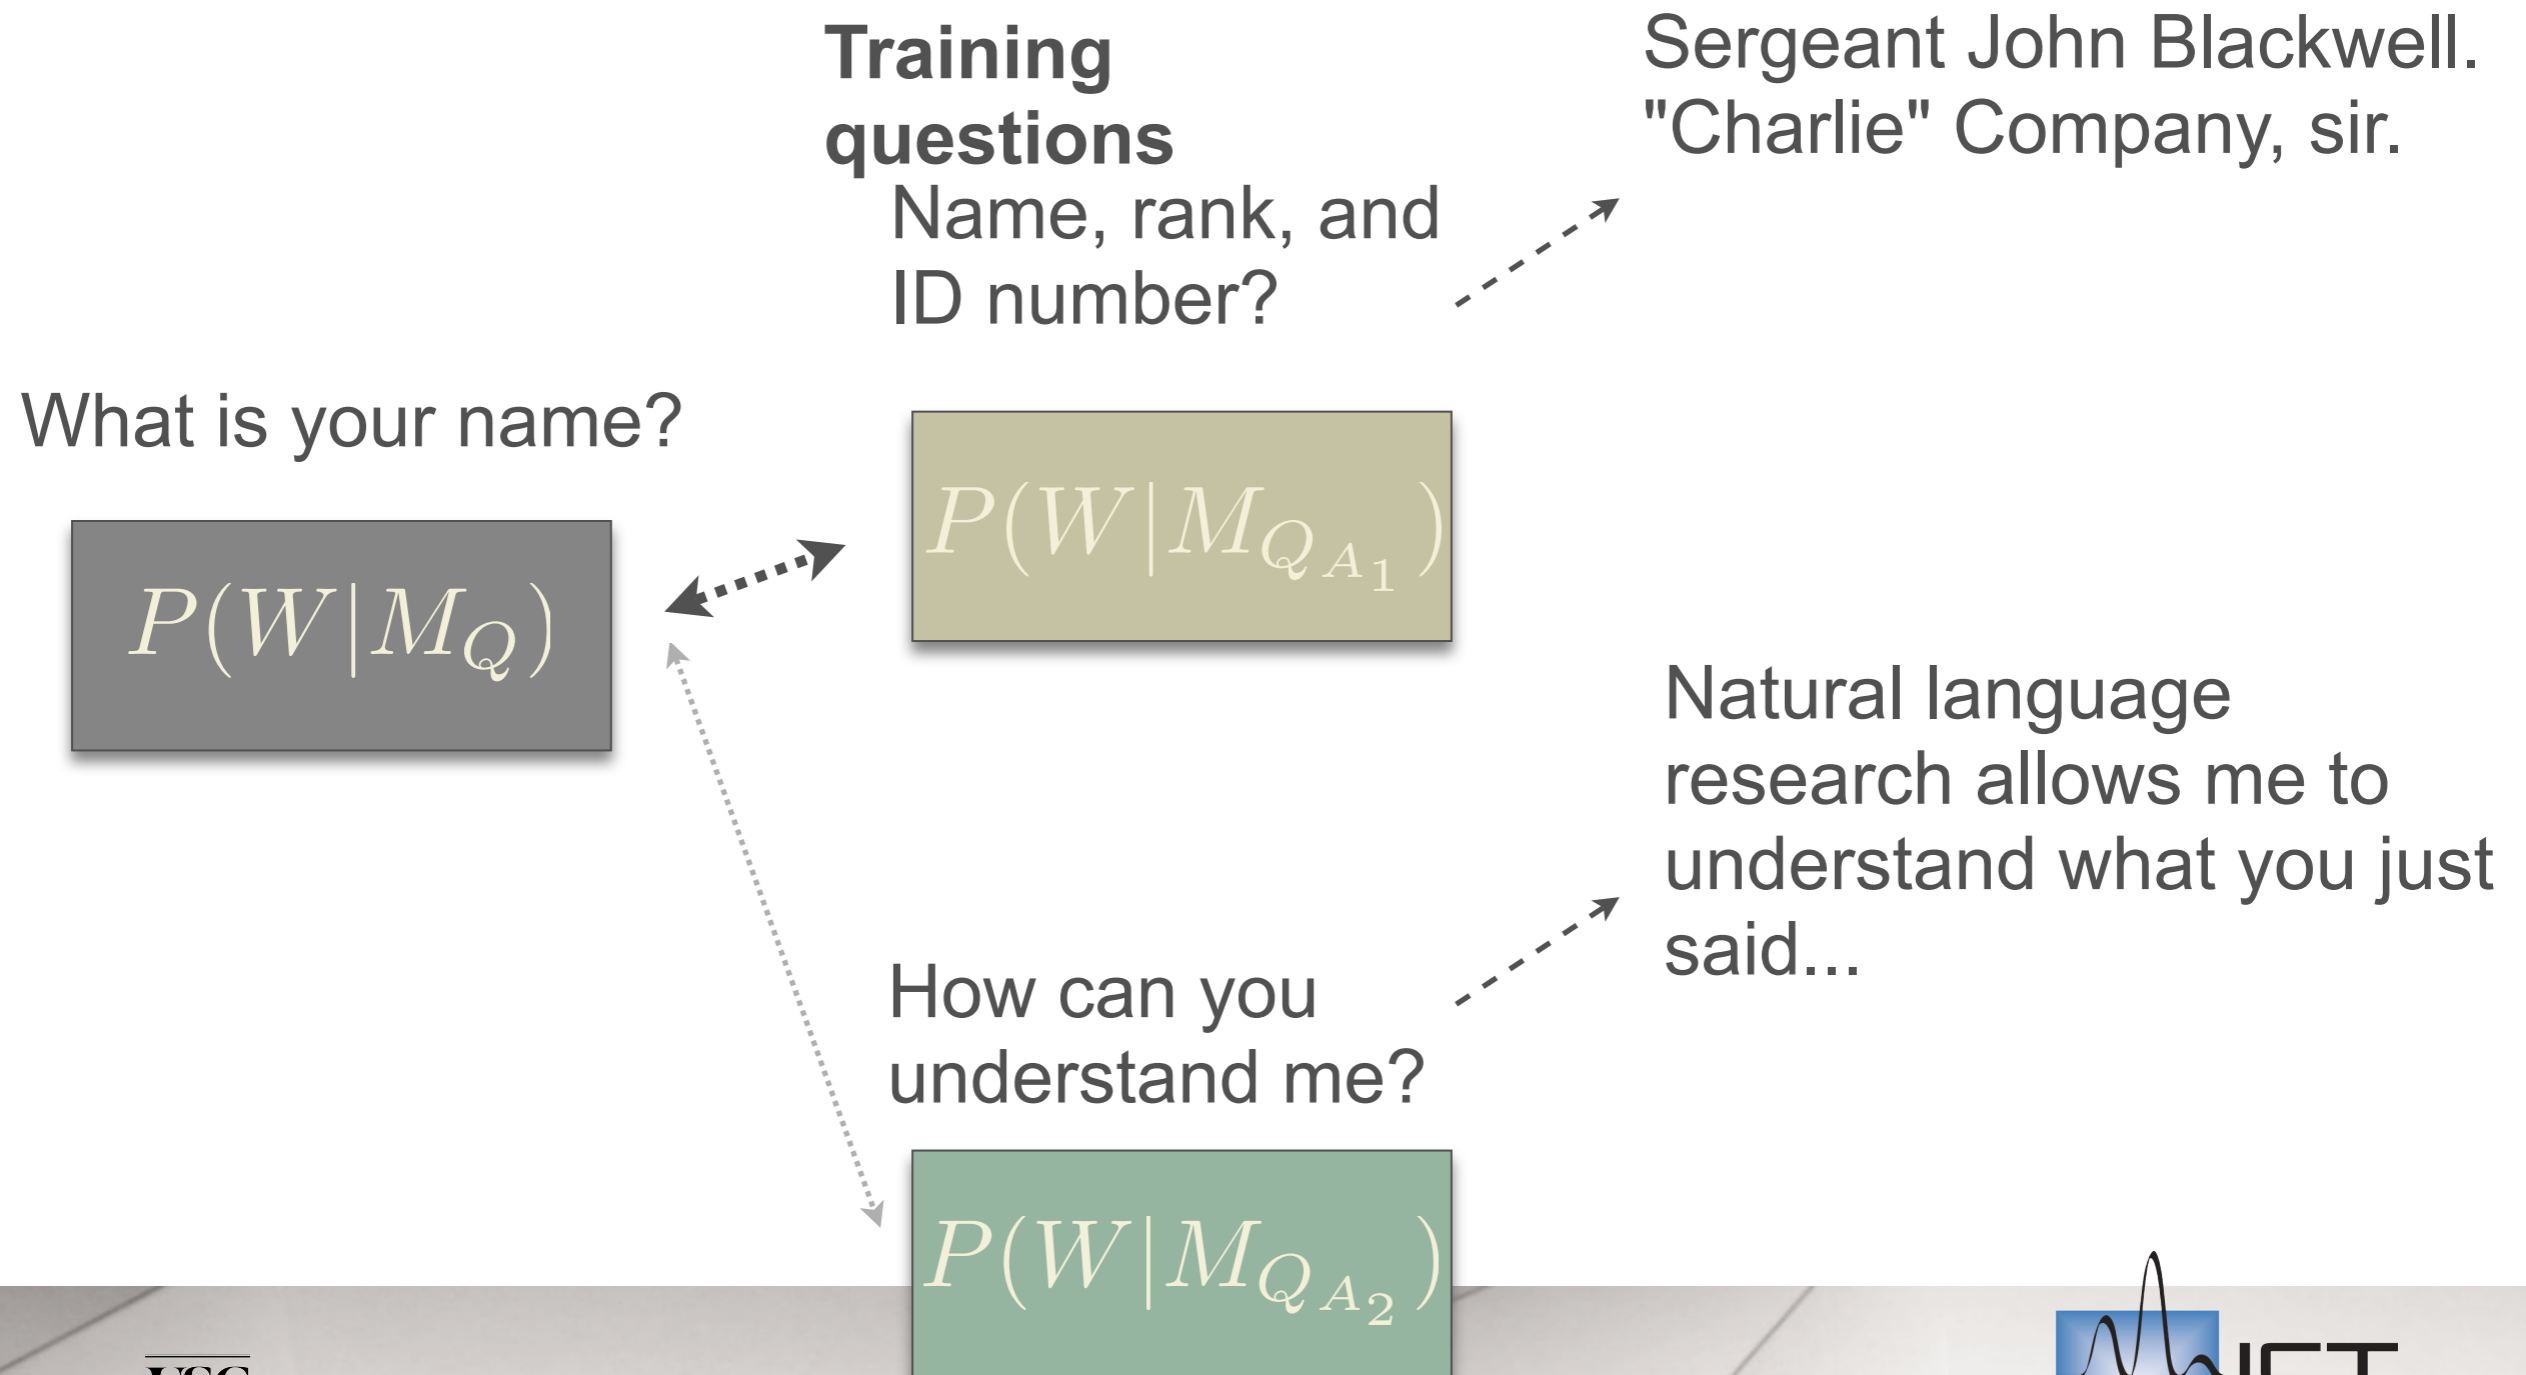 Training
questions
Name, rank, and
ID number?
Sergeant John Blackwell.
"Charlie" Company, sir.
What is your name?
P(W|M_Q)
P(W|M_{Q_{A_1}})
Natural language
research allows me to
understand what you just
said...
How can you
understand me?
P(W|M_{Q_{A_2}})
USC
ICT